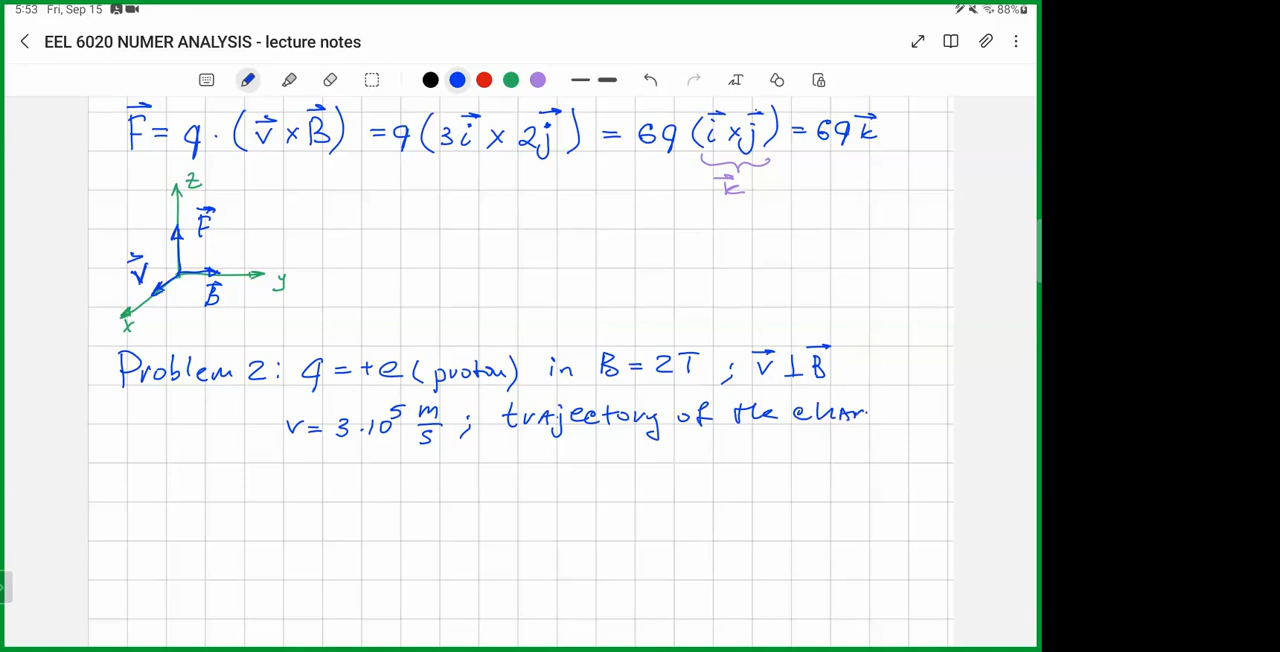 5:53 Fri, Sep 15 88%
EEL 6020 NUMER ANALYSIS - lecture notes
F⃗ = q · (v⃗ × B⃗) = q (3i⃗ × 2j⃗) = 6q (i⃗ × j⃗) = 6q k⃗
k⃗
z
F⃗
V⃗
B⃗
y
x
Problem 2: q = +e (proton) in B = 2T ; v⃗ ⊥ B⃗
v = 3·10⁵ m/s ; trajectory of the char